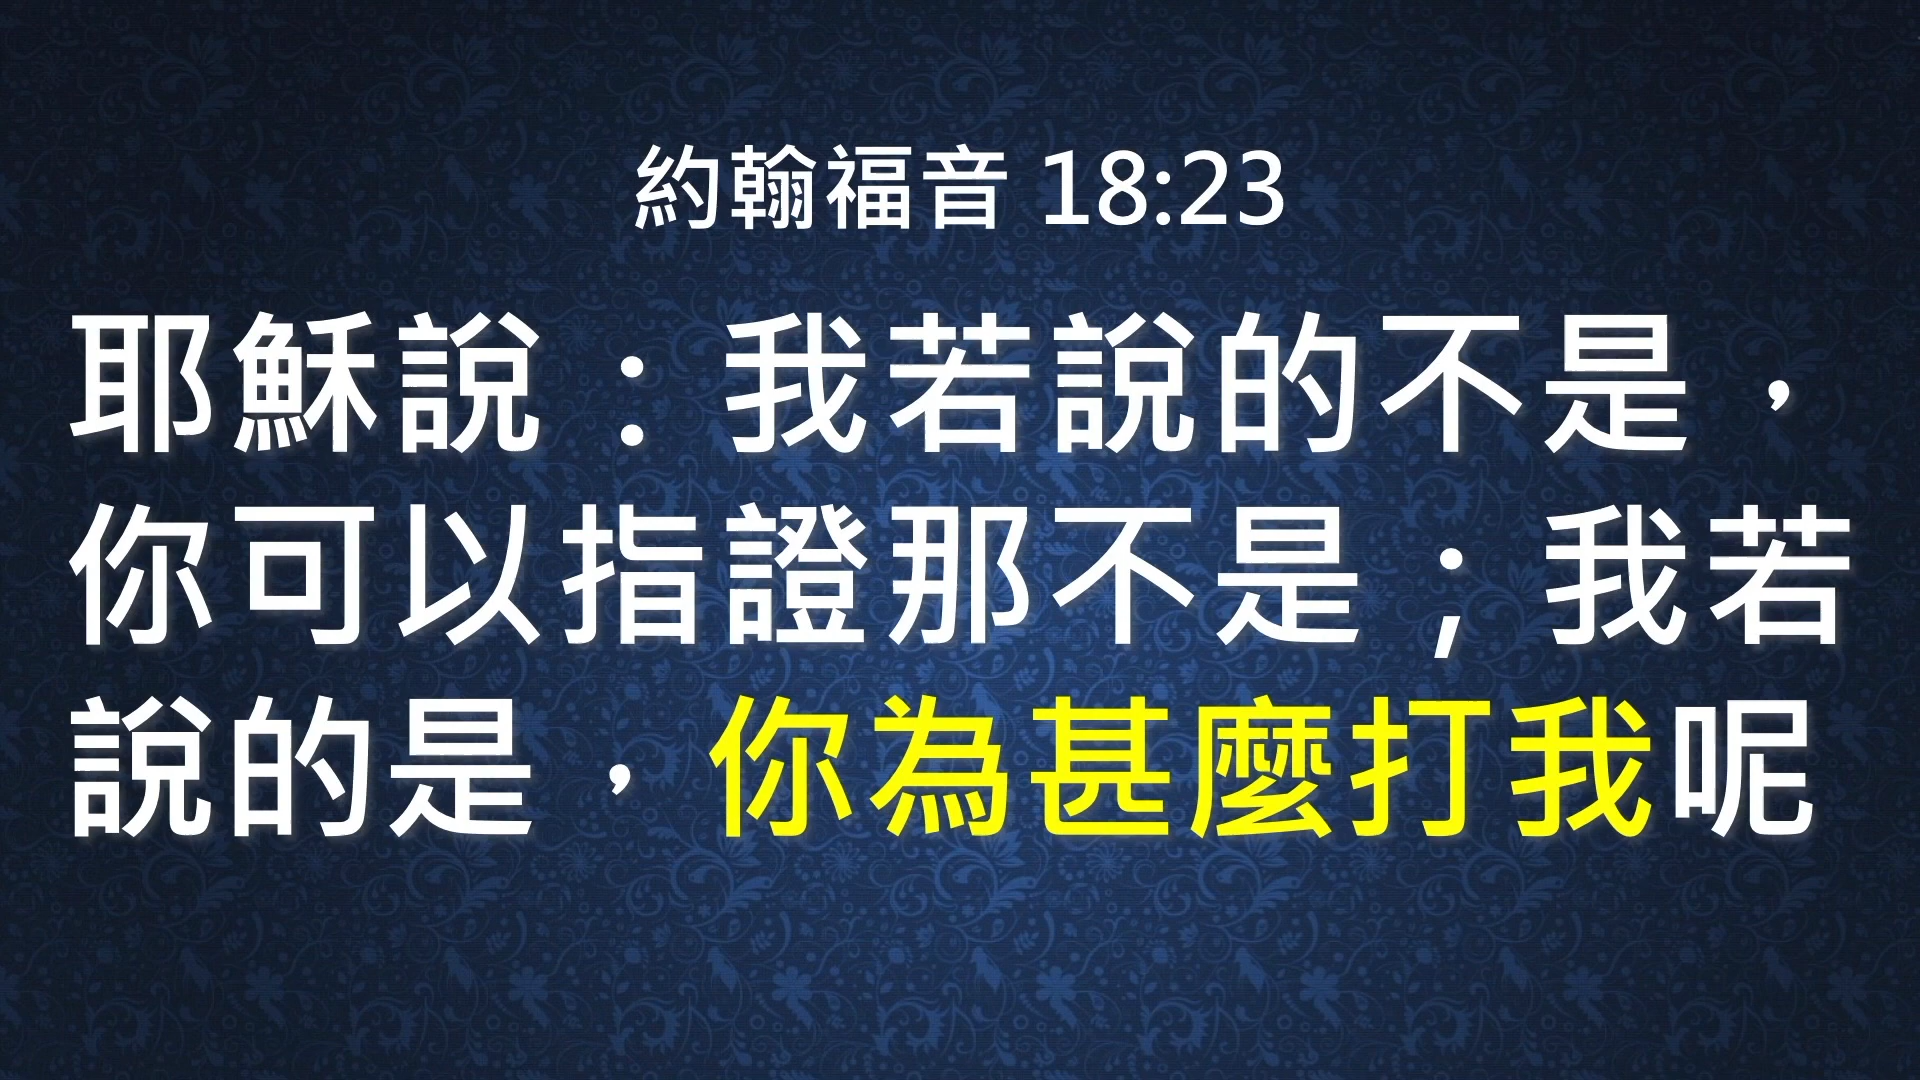 約翰福音 18:23
耶穌說：我若說的不是，
你可以指證那不是；我若
說的是，你為甚麼打我呢